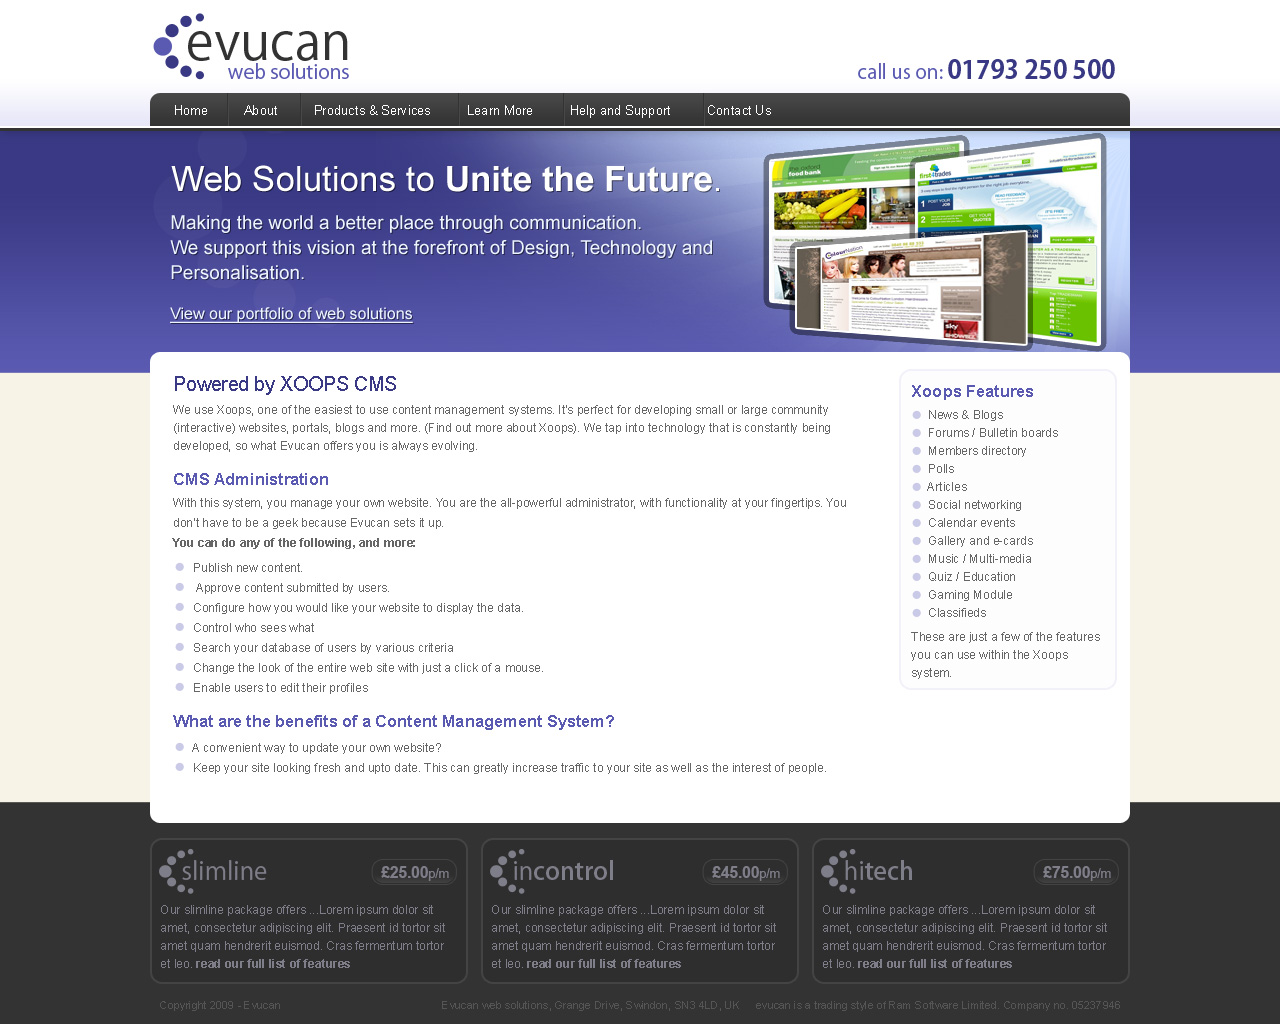 evucan
web solutions
call us on: 01793 250 500
Home About Products & Services Learn More Help and Support Contact Us
Web Solutions to Unite the Future.
Making the world a better place through communication.
We support this vision at the forefront of Design, Technology and
Personalisation.
View our portfolio of web solutions
food bank
first4trades
POST YOUR JOB
GET YOUR QUOTES
sky
Powered by XOOPS CMS
We use Xoops, one of the easiest to use content management systems. It's perfect for developing small or large community
(interactive) websites, portals, blogs and more. (Find out more about Xoops). We tap into technology that is constantly being
developed, so what Evucan offers you is always evolving.
CMS Administration
With this system, you manage your own website. You are the all-powerful administrator, with functionality at your fingertips. You
don't have to be a geek because Evucan sets it up.
You can do any of the following, and more:
Publish new content.
Approve content submitted by users.
Configure how you would like your website to display the data.
Control who sees what
Search your database of users by various criteria
Change the look of the entire web site with just a click of a mouse.
Enable users to edit their profiles
What are the benefits of a Content Management System?
A convenient way to update your own website?
Keep your site looking fresh and upto date. This can greatly increase traffic to your site as well as the interest of people.
Xoops Features
News & Blogs
Forums / Bulletin boards
Members directory
Polls
Articles
Social networking
Calendar events
Gallery and e-cards
Music / Multi-media
Quiz / Education
Gaming Module
Classifieds
These are just a few of the features
you can use within the Xoops
system.
slimline £25.00p/m
Our slimline package offers ...Lorem ipsum dolor sit
amet, consectetur adipiscing elit. Praesent id tortor sit
amet quam hendrerit euismod. Cras fermentum tortor
et leo. read our full list of features
incontrol £45.00p/m
Our slimline package offers ...Lorem ipsum dolor sit
amet, consectetur adipiscing elit. Praesent id tortor sit
amet quam hendrerit euismod. Cras fermentum tortor
et leo. read our full list of features
hitech £75.00p/m
Our slimline package offers ...Lorem ipsum dolor sit
amet, consectetur adipiscing elit. Praesent id tortor sit
amet quam hendrerit euismod. Cras fermentum tortor
et leo. read our full list of features
Copyright 2009 - Evucan Evucan web solutions, Grange Drive, Swindon, SN3 4LD, UK evucan is a trading style of Ram Software Limited. Company no. 05237946